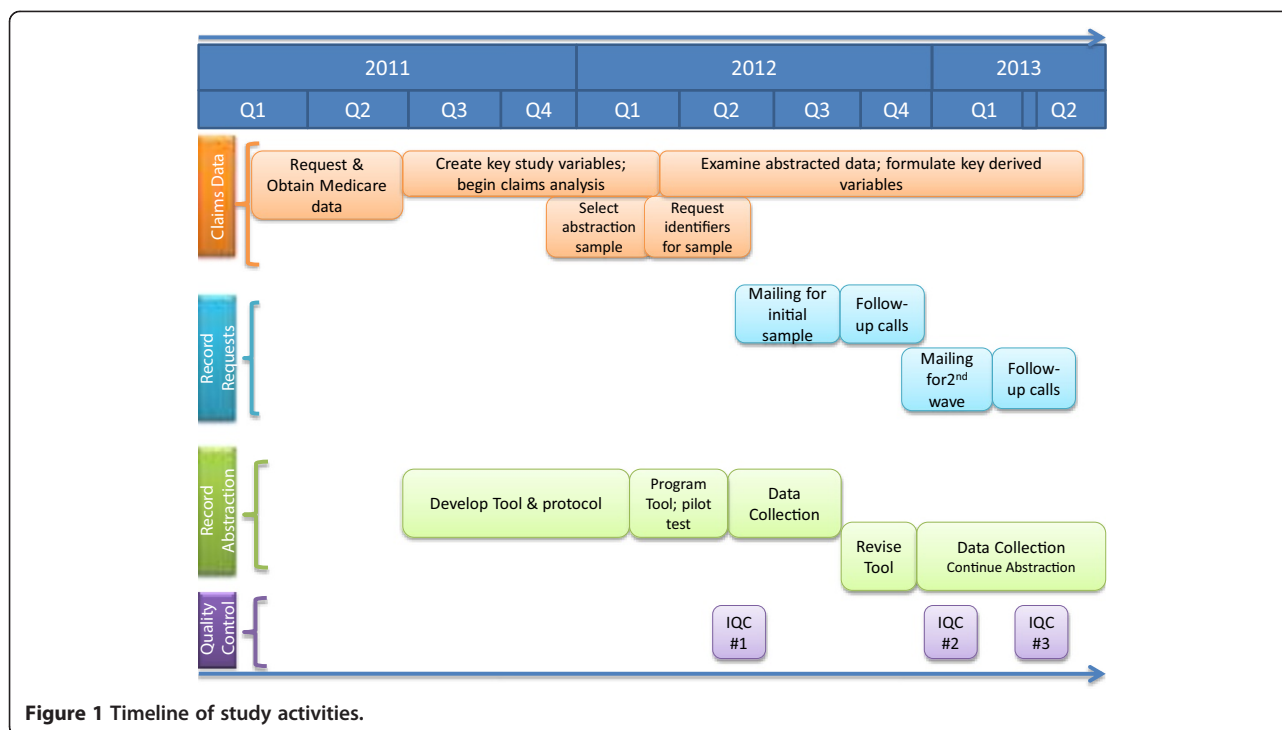 2011 2012 2013
Q1 Q2 Q3 Q4 Q1 Q2 Q3 Q4 Q1 Q2
Claims Data
Request &
Obtain Medicare
data
Create key study variables;
begin claims analysis
Examine abstracted data; formulate key derived
variables
Select
abstraction
sample
Request
identifiers
for sample
Record
Requests
Mailing for
initial
sample
Follow-
up calls
Mailing
for2nd
wave
Follow-
up calls
Record
Abstraction
Develop Tool & protocol
Program
Tool; pilot
test
Data
Collection
Revise
Tool
Data Collection
Continue Abstraction
Quality
Control
IQC
#1
IQC
#2
IQC
#3
Figure 1 Timeline of study activities.